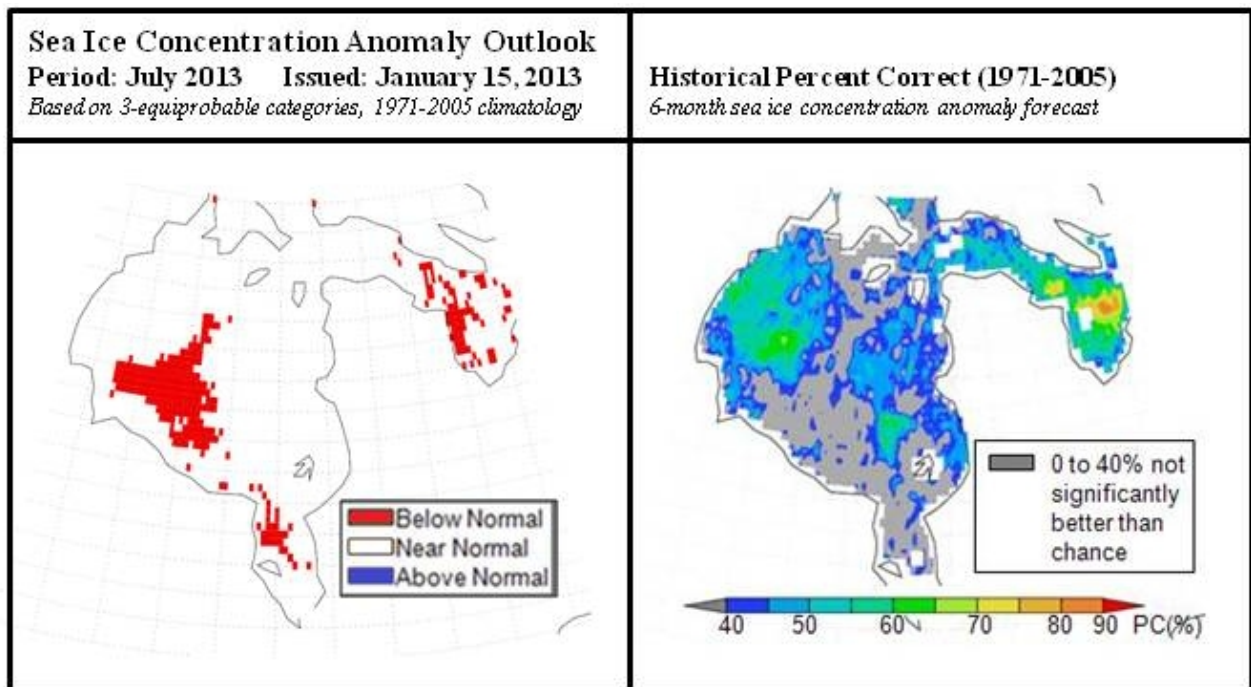 Sea Ice Concentration Anomaly Outlook
Period: July 2013 Issued: January 15, 2013
Based on 3-equiprobable categories, 1971-2005 climatology
Historical Percent Correct (1971-2005)
6-month sea ice concentration anomaly forecast
Below Normal
Near Normal
Above Normal
0 to 40% not
significantly
better than
chance
40 50 60 70 80 90 PC(%)